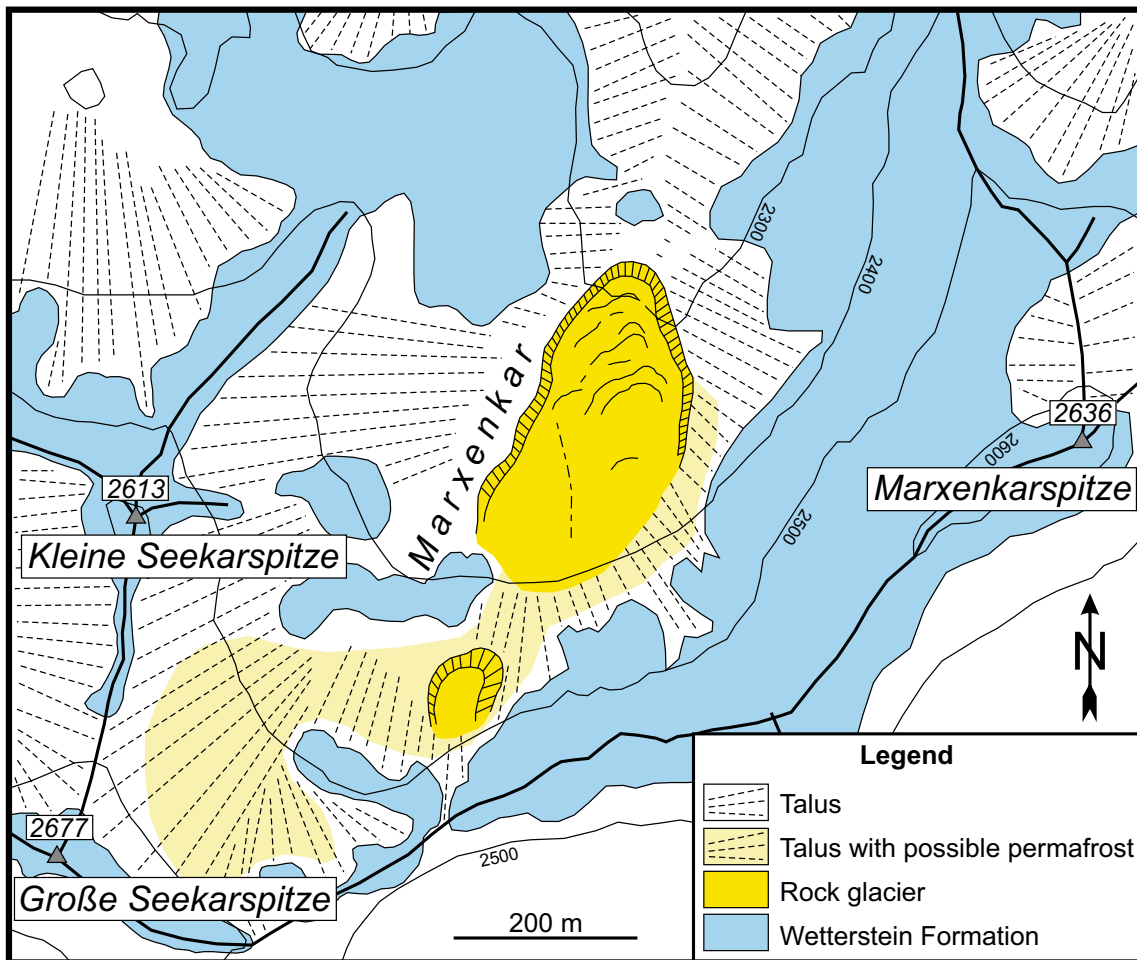 2300
2400
2636
2600
Marxenkar
Marxenkarspitze
2613
Kleine Seekarspitze
2500
N
2677
Große Seekarspitze
2500
200 m
Legend
Talus
Talus with possible permafrost
Rock glacier
Wetterstein Formation